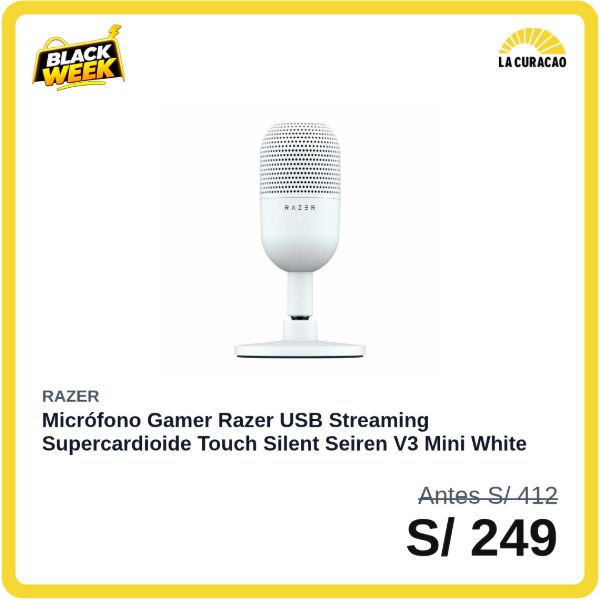 BLACK
WEEK
LA CURACAO
RAZER
RAZER
Micrófono Gamer Razer USB Streaming
Supercardioide Touch Silent Seiren V3 Mini White
Antes S/ 412
S/ 249